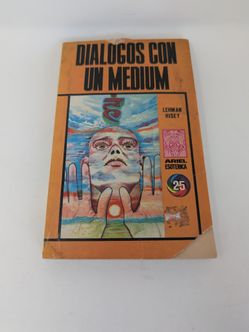 DIALOGOS CON
UN MEDIUM
LEHMAN
HISEY
ARIEL
ESOTERICA
25